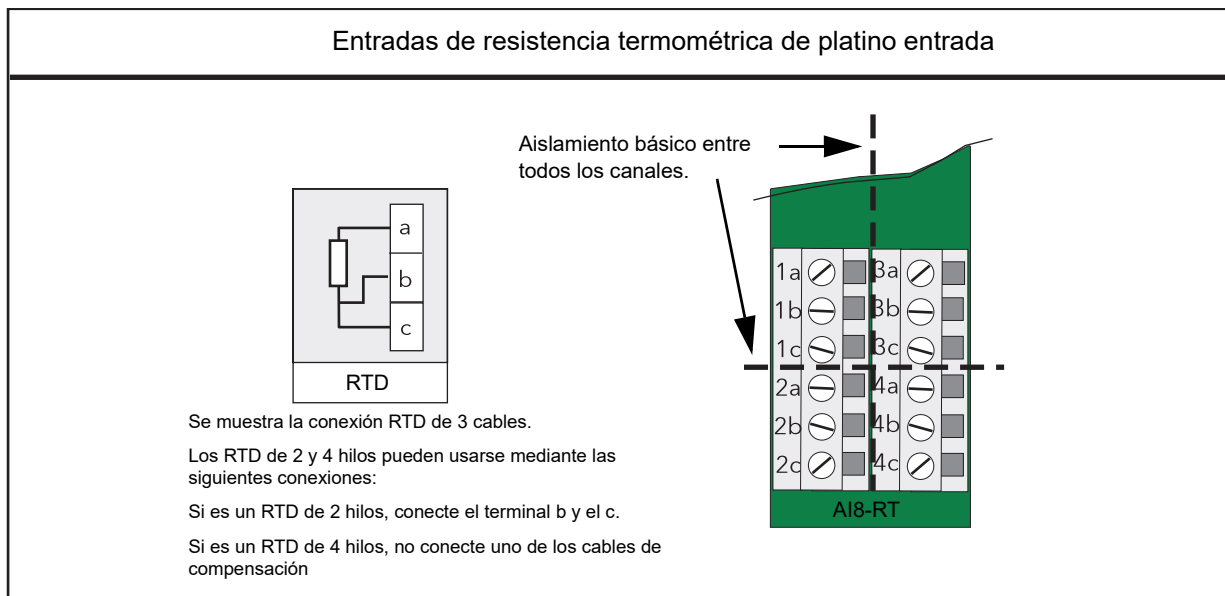 Entradas de resistencia termométrica de platino entrada
Aislamiento básico entre
todos los canales.
a
b
c
RTD
Se muestra la conexión RTD de 3 cables.
Los RTD de 2 y 4 hilos pueden usarse mediante las
siguientes conexiones:
Si es un RTD de 2 hilos, conecte el terminal b y el c.
Si es un RTD de 4 hilos, no conecte uno de los cables de
compensación
1a 3a
1b 3b
1c 3c
2a 4a
2b 4b
2c 4c
AI8-RT